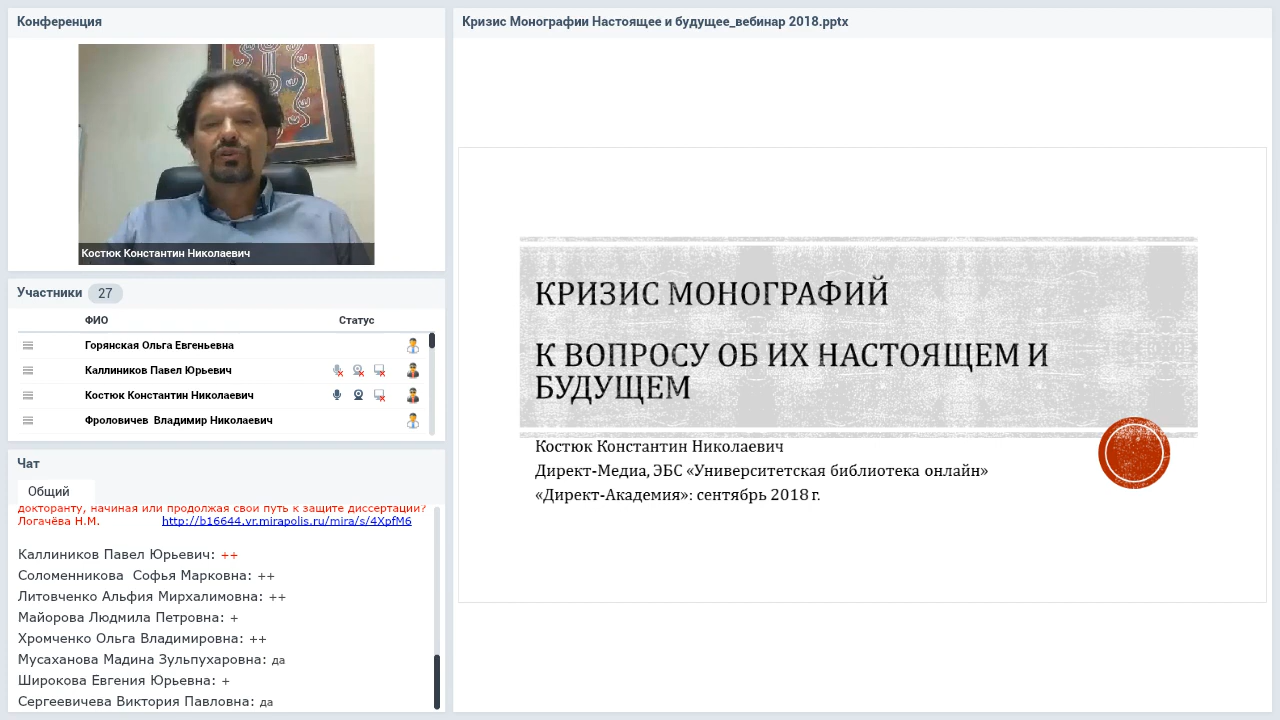 Конференция
Костюк Константин Николаевич
Участники 27
ФИО Статус
Горянская Ольга Евгеньевна
Каллиников Павел Юрьевич
Костюк Константин Николаевич
Фроловичев Владимир Николаевич
Чат
Общий
докторанту, начиная или продолжая свои путь к защите диссертации?
Логачёва Н.М. http://b16644.vr.mirapolis.ru/mira/s/4XpfM6
Каллиников Павел Юрьевич: ++
Соломенникова Софья Марковна: ++
Литовченко Альфия Мирхалимовна: ++
Майорова Людмила Петровна: +
Хромченко Ольга Владимировна: ++
Мусаханова Мадина Зульпухаровна: да
Широкова Евгения Юрьевна: +
Сергеевичева Виктория Павловна: да
Кризис Монографии Настоящее и будущее_вебинар 2018.pptx
КРИЗИС МОНОГРАФИЙ
К ВОПРОСУ ОБ ИХ НАСТОЯЩЕМ И
БУДУЩЕМ
Костюк Константин Николаевич
Директ-Медиа, ЭБС «Университетская библиотека онлайн»
«Директ-Академия»: сентябрь 2018 г.